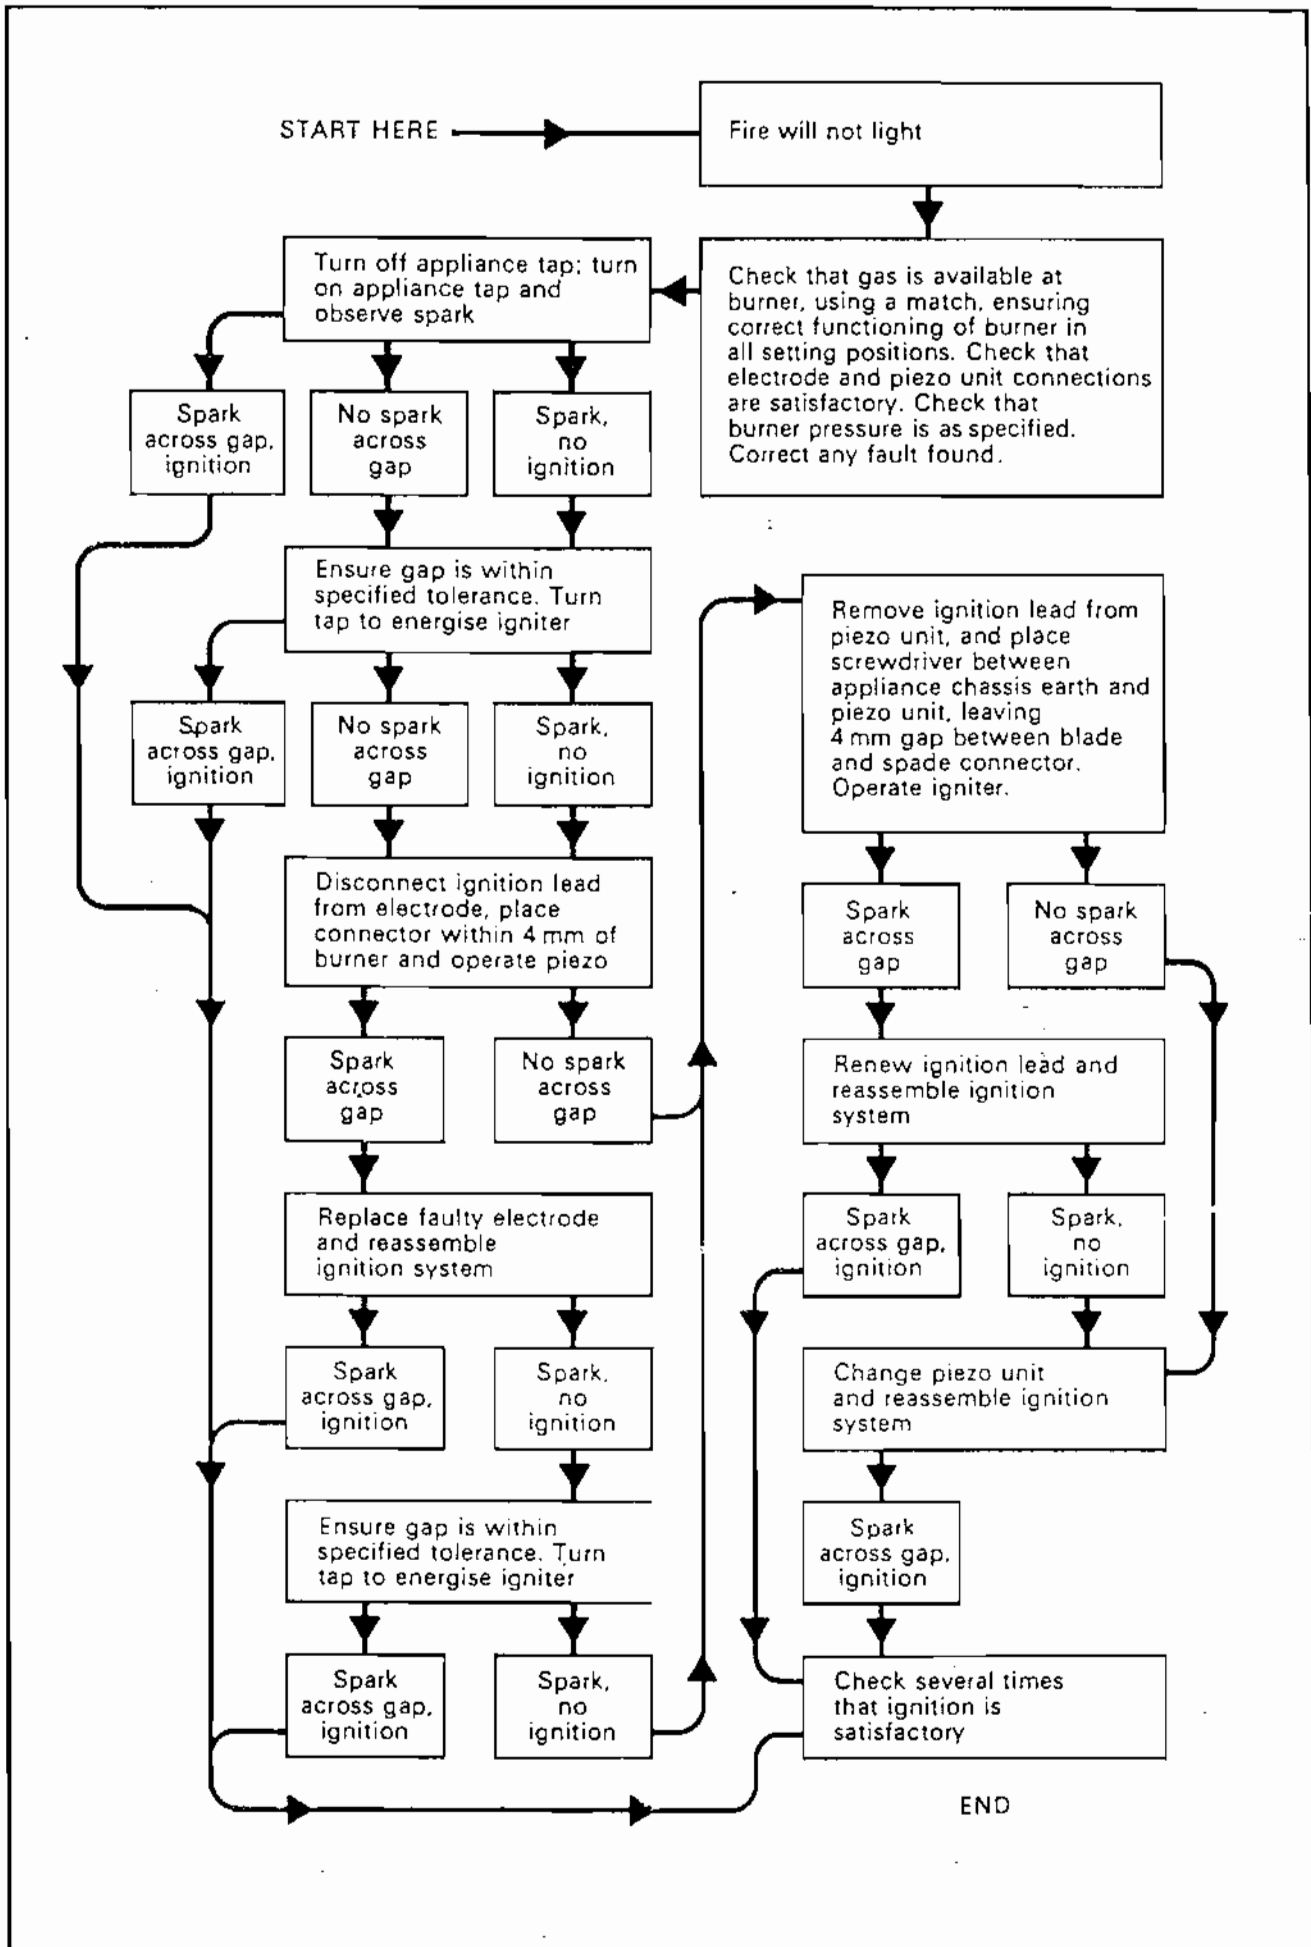 START HERE
Fire will not light
Check that gas is available at
burner, using a match, ensuring
correct functioning of burner in
all setting positions. Check that
electrode and piezo unit connections
are satisfactory. Check that
burner pressure is as specified.
Correct any fault found.
Turn off appliance tap; turn
on appliance tap and
observe spark
Spark
across gap,
ignition
No spark
across
gap
Spark,
no
ignition
Ensure gap is within
specified tolerance. Turn
tap to energise igniter
Spark
across gap,
ignition
No spark
across
gap
Spark,
no
ignition
Disconnect ignition lead
from electrode, place
connector within 4 mm of
burner and operate piezo
Spark
across
gap
No spark
across
gap
Replace faulty electrode
and reassemble
ignition system
Spark
across gap,
ignition
Spark,
no
ignition
Ensure gap is within
specified tolerance. Turn
tap to energise igniter
Spark
across gap,
ignition
Spark,
no
ignition
Remove ignition lead from
piezo unit, and place
screwdriver between
appliance chassis earth and
piezo unit, leaving
4 mm gap between blade
and spade connector.
Operate igniter.
Spark
across
gap
No spark
across
gap
Renew ignition lead and
reassemble ignition
system
Spark
across gap,
ignition
Spark,
no
ignition
Change piezo unit
and reassemble ignition
system
Spark
across gap,
ignition
Check several times
that ignition is
satisfactory
END